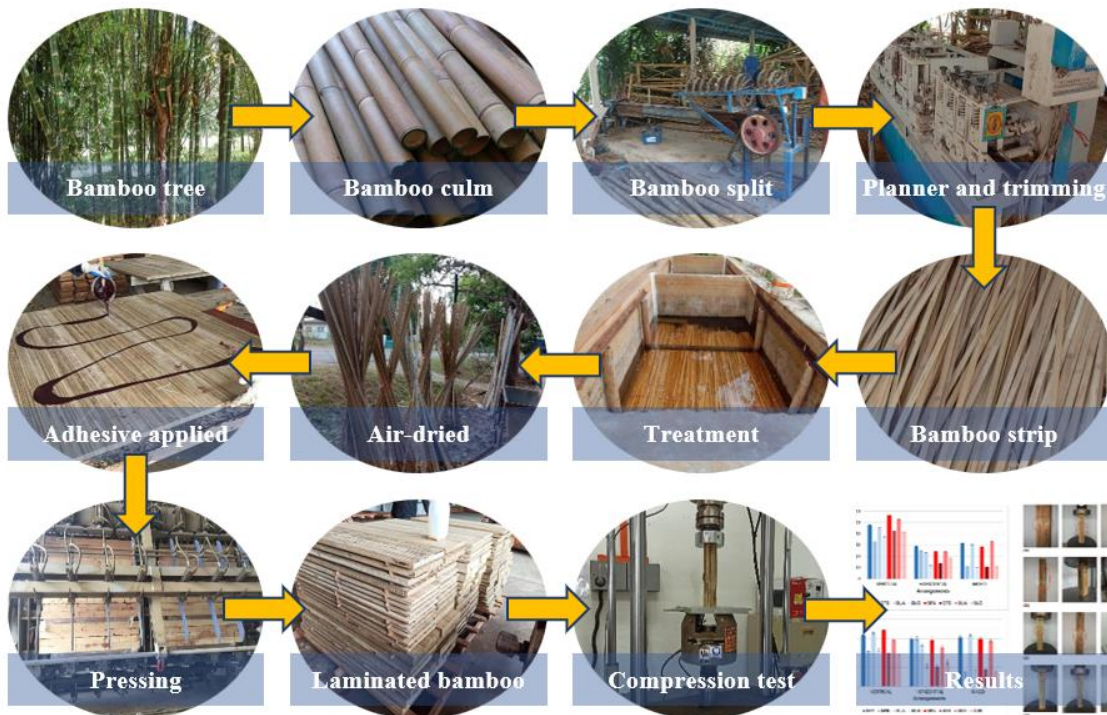 Bamboo tree
Bamboo culm
Bamboo split
Planner and trimming
Adhesive applied
Air-dried
Treatment
Bamboo strip
Pressing
Laminated bamboo
Compression test
Results